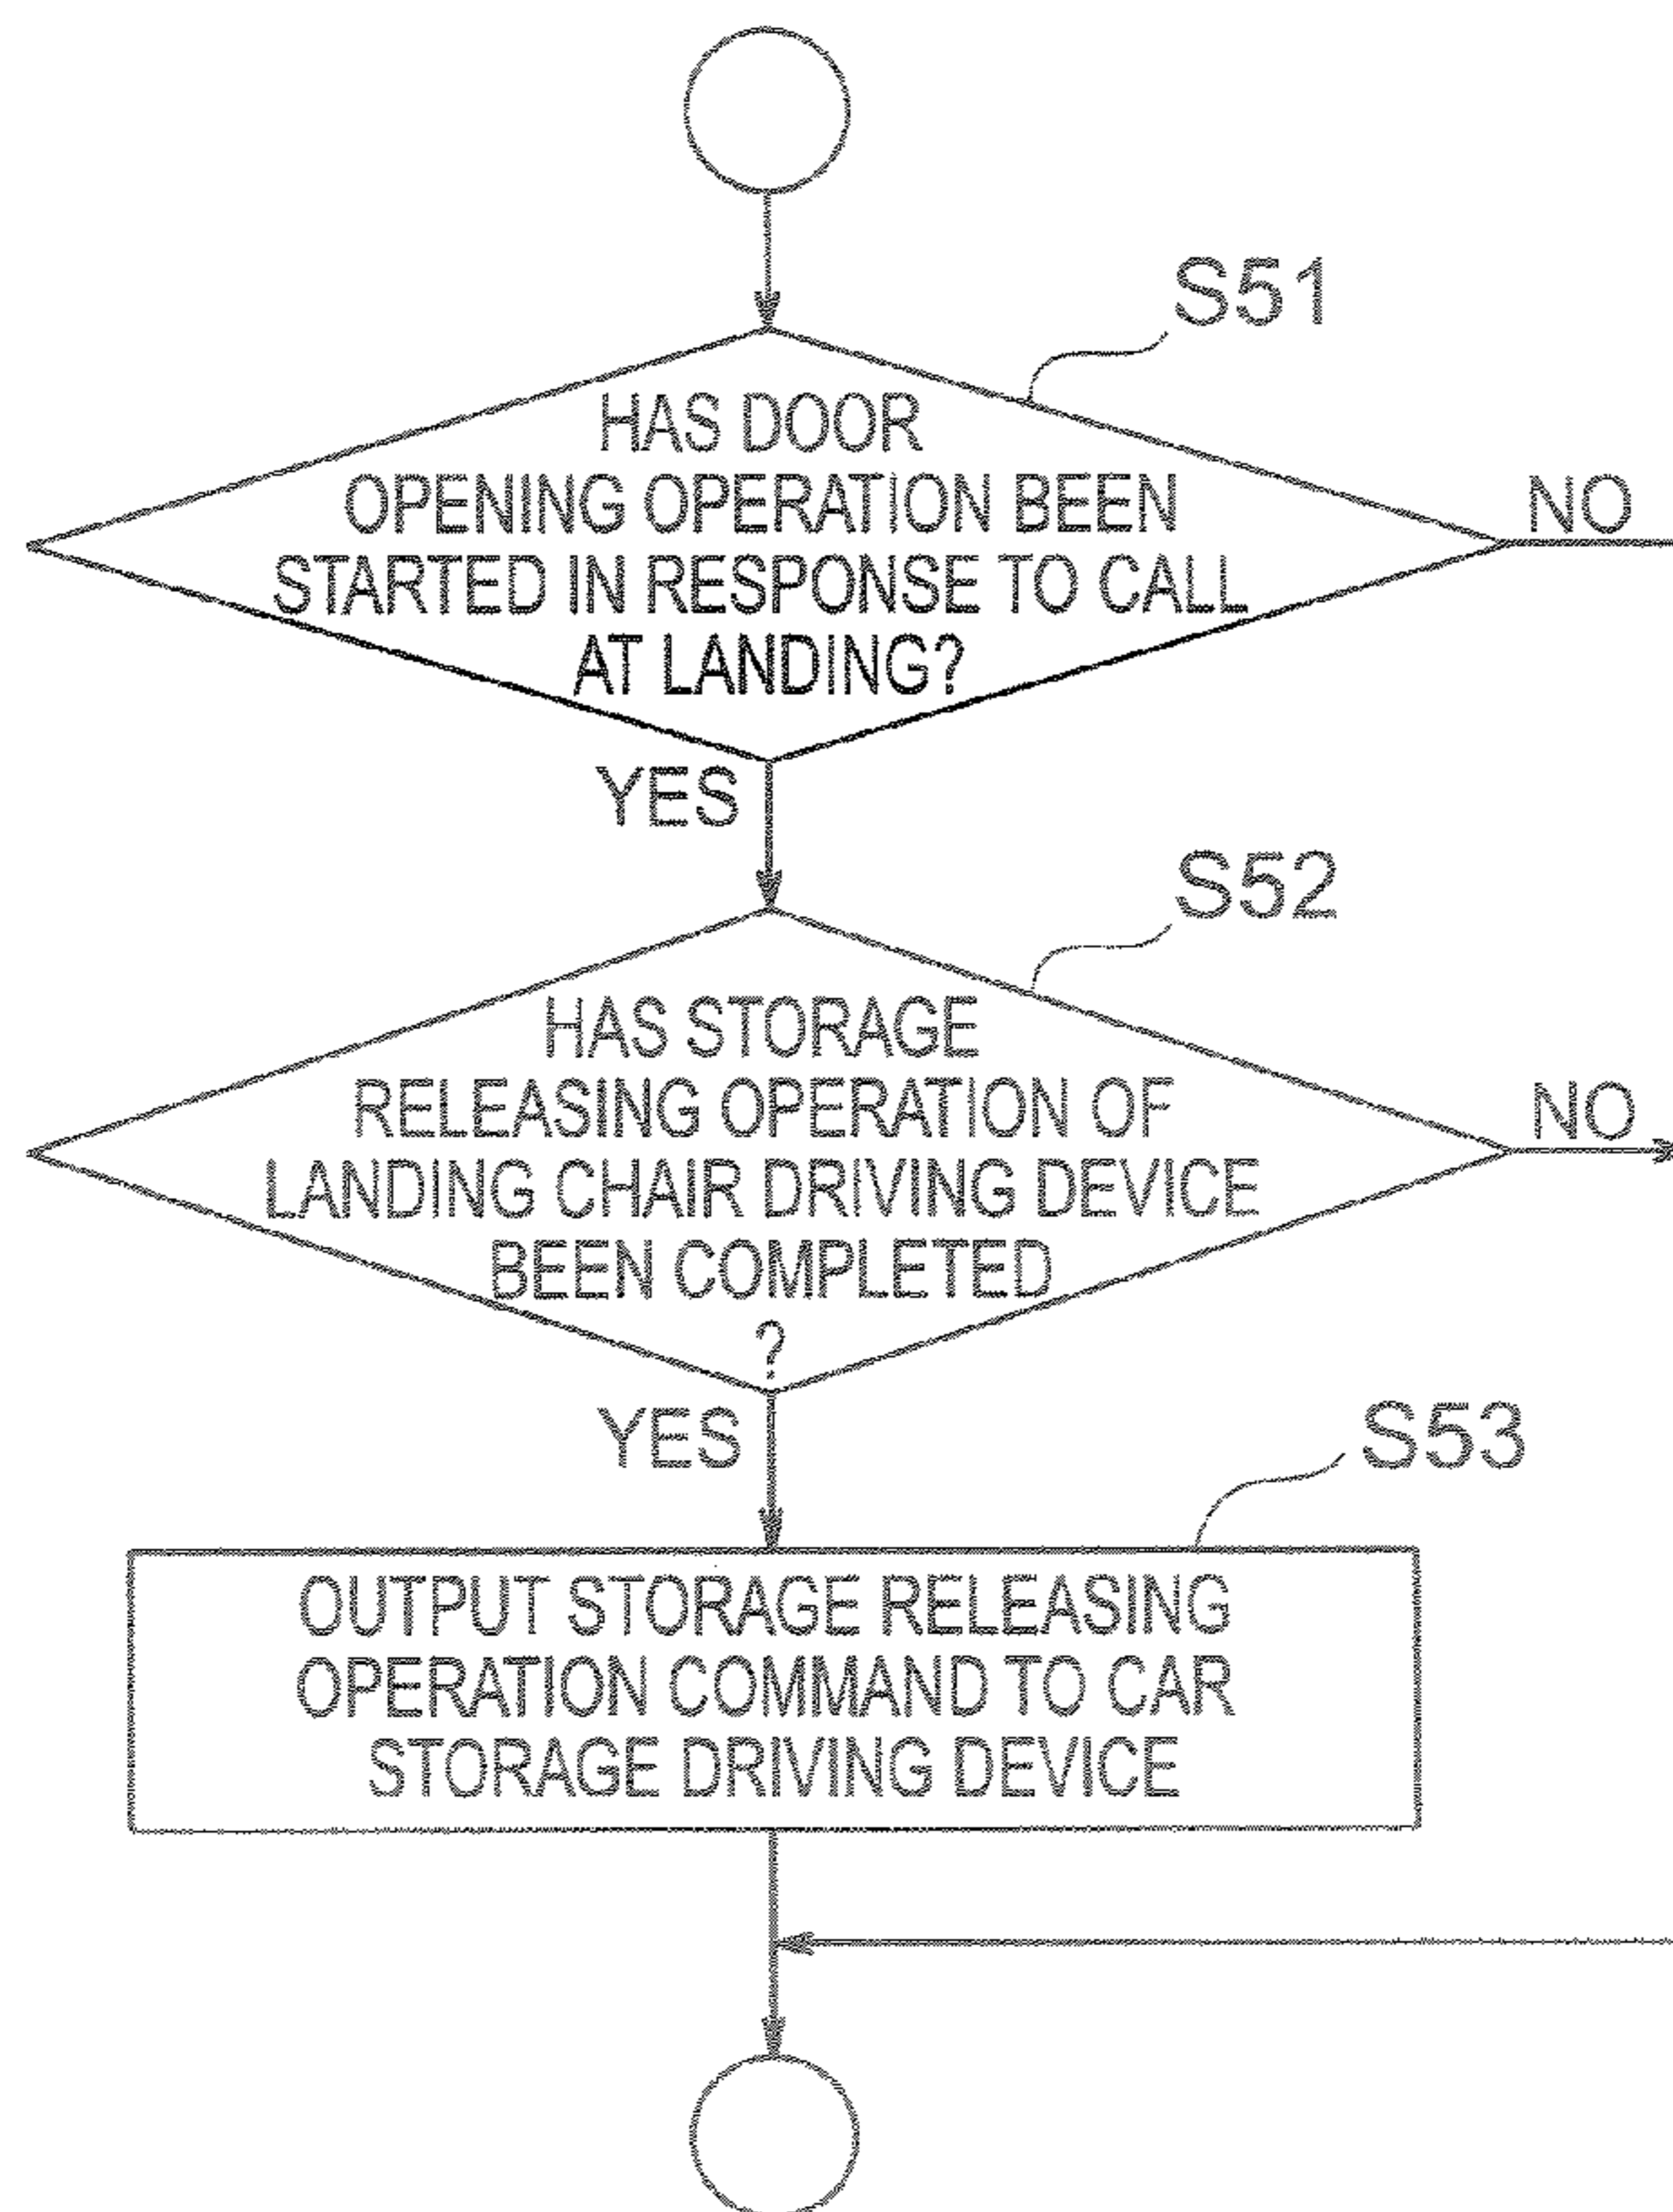 S51
HAS DOOR
OPENING OPERATION BEEN
STARTED IN RESPONSE TO CALL
AT LANDING?
NO
YES
S52
HAS STORAGE
RELEASING OPERATION OF
LANDING CHAIR DRIVING DEVICE
BEEN COMPLETED
?
NO
YES
S53
OUTPUT STORAGE RELEASING
OPERATION COMMAND TO CAR
STORAGE DRIVING DEVICE